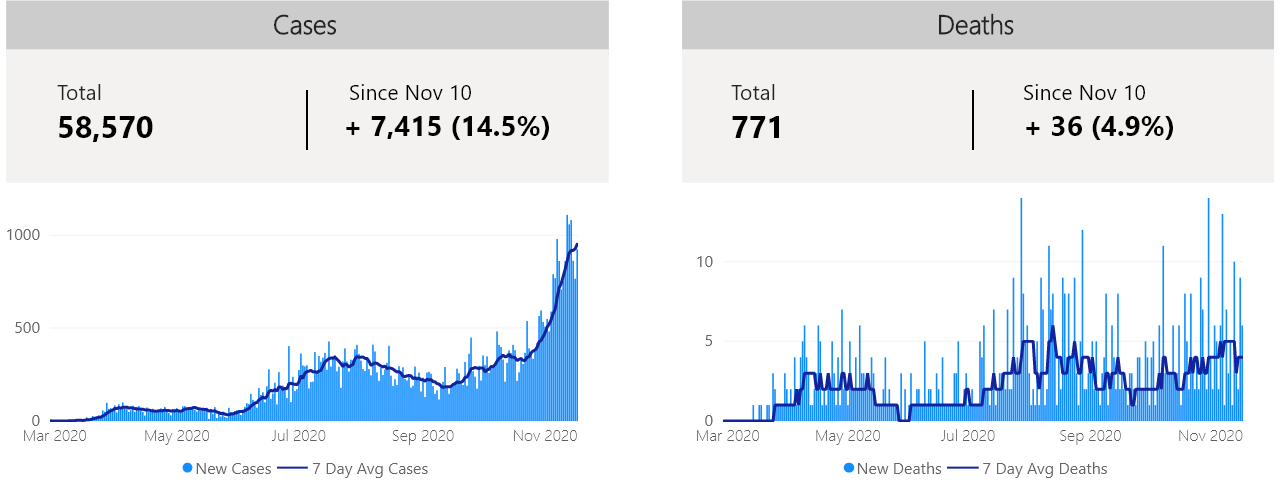 Cases
Total
58,570
Since Nov 10
+ 7,415 (14.5%)
1000
500
0
Mar 2020 May 2020 Jul 2020 Sep 2020 Nov 2020
New Cases 7 Day Avg Cases
Deaths
Total
771
Since Nov 10
+ 36 (4.9%)
10
5
0
Mar 2020 May 2020 Jul 2020 Sep 2020 Nov 2020
New Deaths 7 Day Avg Deaths